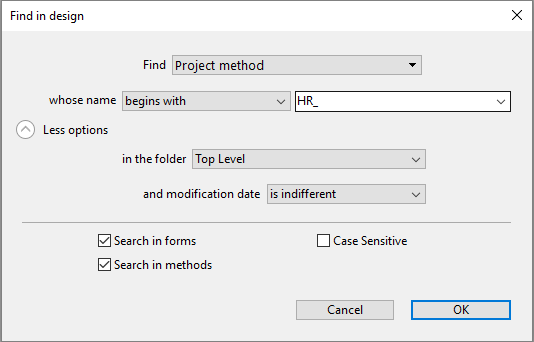 Find in design
Find Project method
whose name begins with HR_
Less options
in the folder Top Level
and modification date is indifferent
Search in forms Case Sensitive
Search in methods
Cancel OK